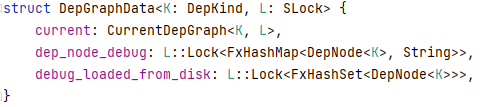 struct DepGraphData<K: DepKind, L: SLock> {
    current: CurrentDepGraph<K, L>,
    dep_node_debug: L::Lock<FxHashMap<DepNode<K>, String>>,
    debug_loaded_from_disk: L::Lock<FxHashSet<DepNode<K>>>,
}